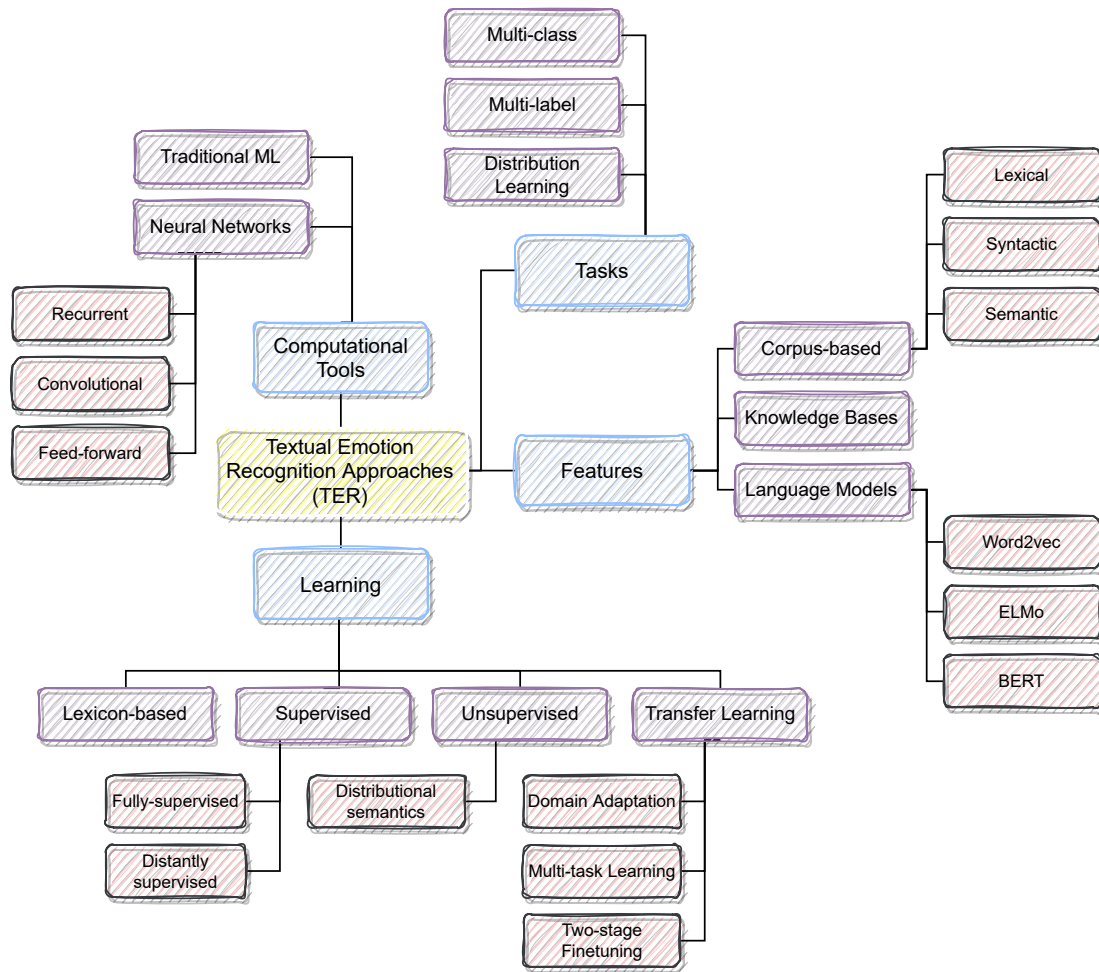 Multi-class
Multi-label
Distribution
Learning
Tasks
Traditional ML
Neural Networks
Recurrent
Convolutional
Feed-forward
Computational
Tools
Textual Emotion
Recognition Approaches
(TER)
Features
Corpus-based
Knowledge Bases
Language Models
Lexical
Syntactic
Semantic
Word2vec
ELMo
BERT
Learning
Lexicon-based
Supervised
Unsupervised
Transfer Learning
Fully-supervised
Distantly
supervised
Distributional
semantics
Domain Adaptation
Multi-task Learning
Two-stage
Finetuning